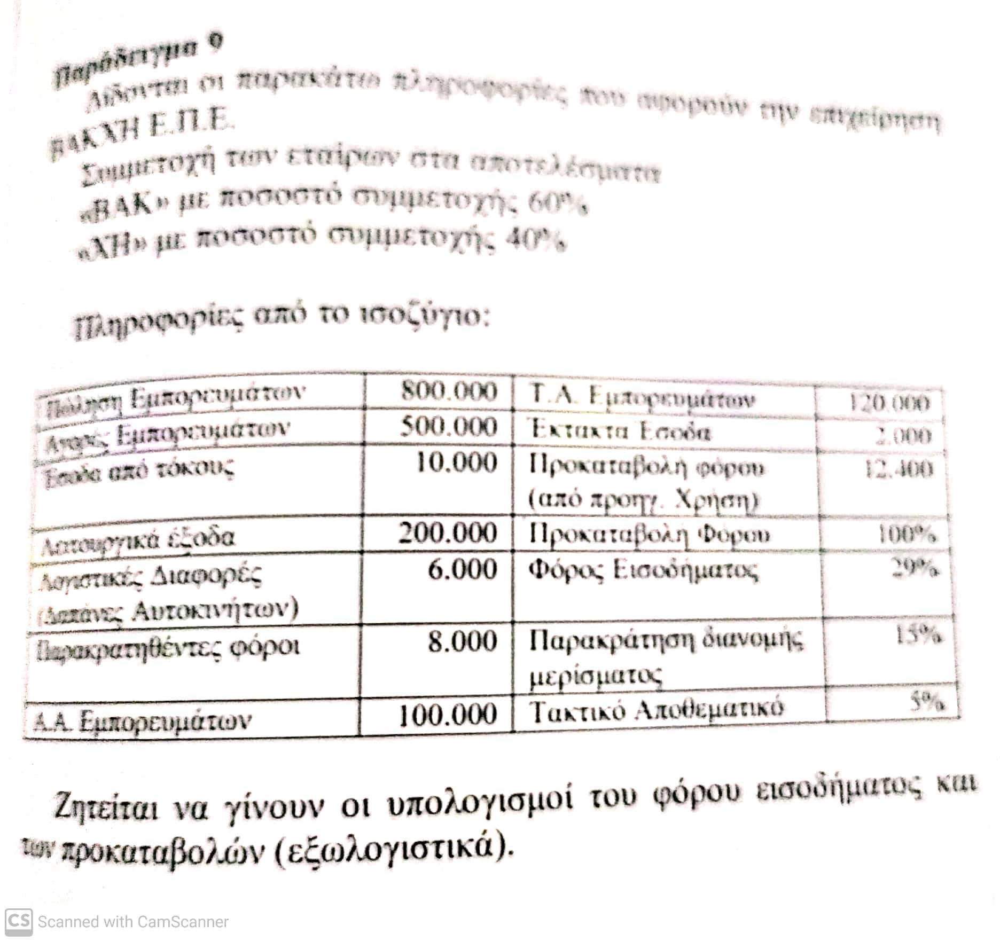 Παράδειγμα 9
Δίδονται οι παρακάτω πληροφορίες που αφορούν την επιχείρηση
ΒΑΚΧΗ Ε.Π.Ε.
Συμμετοχή των εταίρων στα αποτελέσματα
«ΒΑΚ» με ποσοστό συμμετοχής 60%
«ΧΗ» με ποσοστό συμμετοχής 40%
Πληροφορίες από το ισοζύγιο:
Πώληση Εμπορευμάτων 800.000 Τ.Α. Εμπορευμάτων 120.000
Αγορές Εμπορευμάτων 500.000 Έκτακτα Έσοδα 2.000
Έσοδα από τόκους 10.000 Προκαταβολή φόρου 12.400
(από προηγ. Χρήση)
Λειτουργικά έξοδα 200.000 Προκαταβολή Φόρου 100%
Λογιστικές Διαφορές 6.000 Φόρος Εισοδήματος 29%
(Δαπάνες Αυτοκινήτων)
Παρακρατηθέντες φόροι 8.000 Παρακράτηση διανομής 15%
μερίσματος
Α.Α. Εμπορευμάτων 100.000 Τακτικό Αποθεματικό 5%
Ζητείται να γίνουν οι υπολογισμοί του φόρου εισοδήματος και
των προκαταβολών (εξωλογιστικά).
CS Scanned with CamScanner